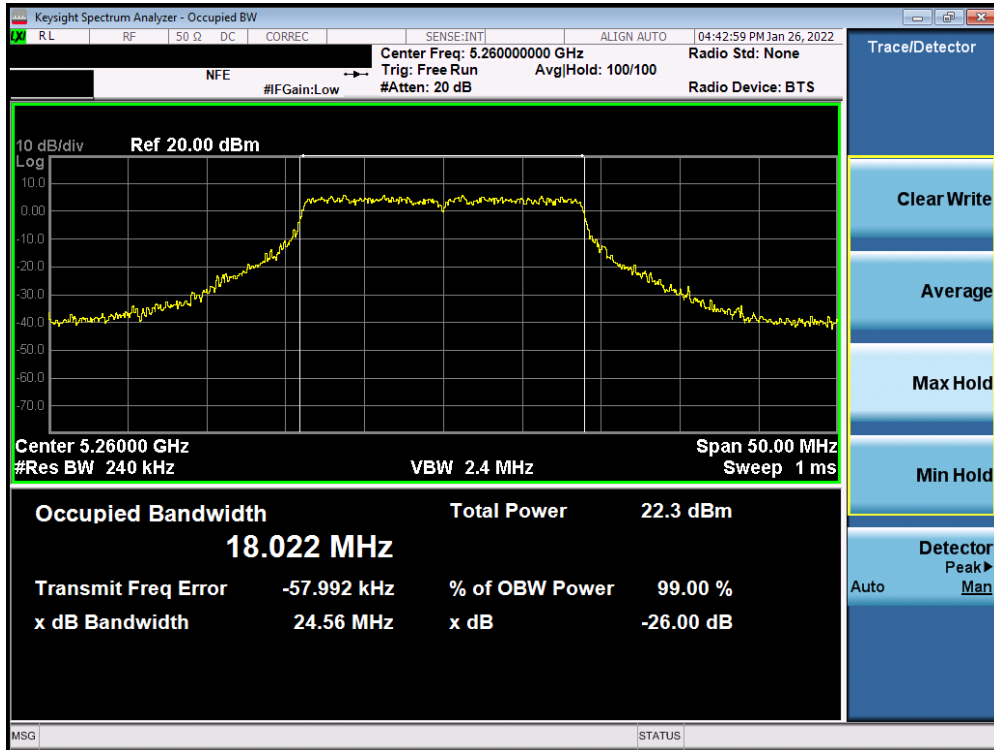 Keysight Spectrum Analyzer - Occupied BW
LXI RL RF 50 Ω DC CORREC SENSE:INT ALIGN AUTO 04:42:59 PM Jan 26, 2022
Center Freq: 5.260000000 GHz Radio Std: None
NFE Trig: Free Run Avg|Hold: 100/100
#IFGain:Low #Atten: 20 dB Radio Device: BTS
Trace/Detector
10 dB/div Ref 20.00 dBm
Log
10.0
0.00
-10.0
-20.0
-30.0
-40.0
-50.0
-60.0
-70.0
Center 5.26000 GHz Span 50.00 MHz
#Res BW 240 kHz VBW 2.4 MHz Sweep 1 ms
Occupied Bandwidth Total Power 22.3 dBm
18.022 MHz
Transmit Freq Error -57.992 kHz % of OBW Power 99.00 %
x dB Bandwidth 24.56 MHz x dB -26.00 dB
Clear Write
Average
Max Hold
Min Hold
Detector
Peak▶
Auto Man
MSG STATUS